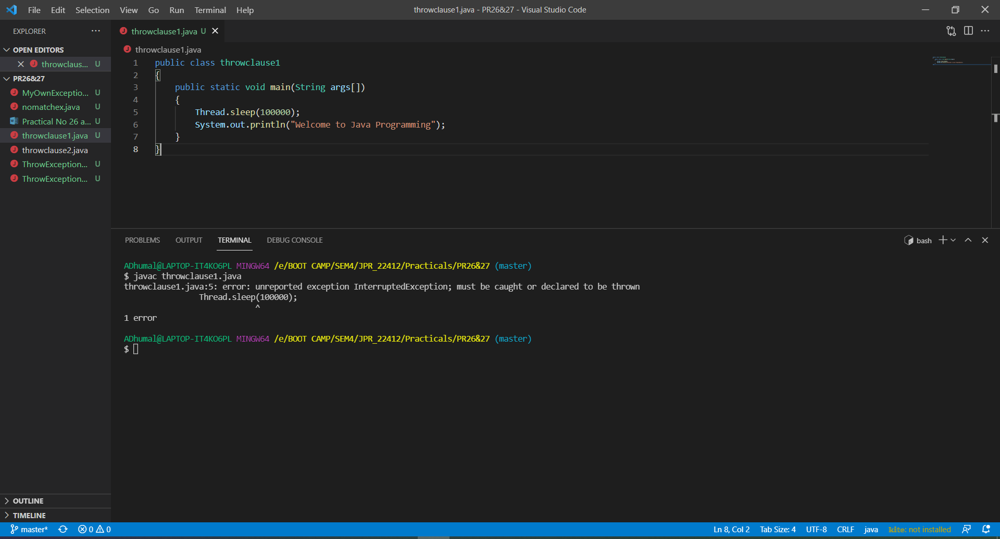 File Edit Selection View Go Run Terminal Help
throwclause1.java - PR26&27 - Visual Studio Code
EXPLORER
OPEN EDITORS
throwclaus... U
PR26&27
MyOwnExceptio... U
nomatchex.java U
Practical No 26 a... U
throwclause1.java U
throwclause2.java
ThrowException... U
ThrowException... U
OUTLINE
TIMELINE
throwclause1.java U
throwclause1.java
1 public class throwclause1
2 {
3 public static void main(String args[])
4 {
5 Thread.sleep(100000);
6 System.out.println("Welcome to Java Programming");
7 }
8 }
PROBLEMS OUTPUT TERMINAL DEBUG CONSOLE
bash
ADhumal@LAPTOP-IT4KO6PL MINGW64 /e/BOOT CAMP/SEM4/JPR_22412/Practicals/PR26&27 (master)
$ javac throwclause1.java
throwclause1.java:5: error: unreported exception InterruptedException; must be caught or declared to be thrown
Thread.sleep(100000);
^
1 error
ADhumal@LAPTOP-IT4KO6PL MINGW64 /e/BOOT CAMP/SEM4/JPR_22412/Practicals/PR26&27 (master)
$
master* 0 0
Ln 8, Col 2 Tab Size: 4 UTF-8 CRLF java kite: not installed